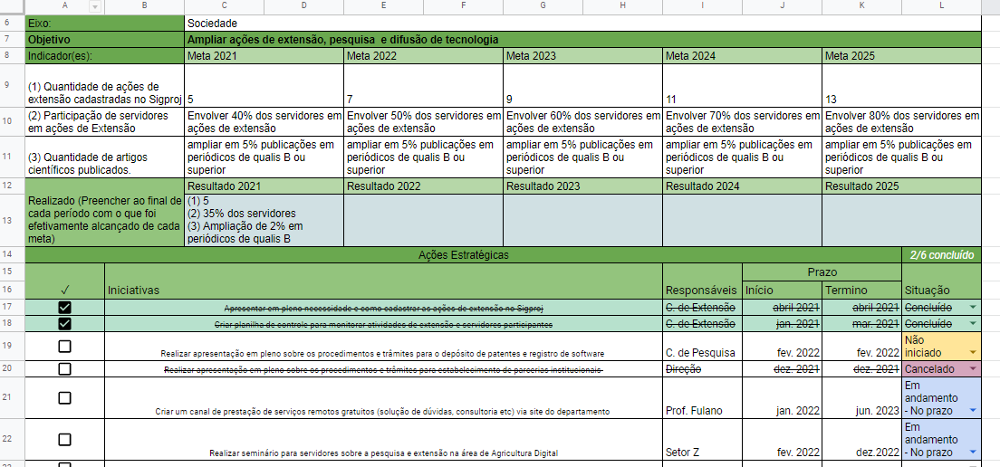 A B C D E F G H I J K L
6 Eixo: Sociedade
7 Objetivo Ampliar ações de extensão, pesquisa e difusão de tecnologia
8 Indicador(es): Meta 2021 Meta 2022 Meta 2023 Meta 2024 Meta 2025
9 (1) Quantidade de ações de
extensão cadastradas no Sigproj 5 7 9 11 13
10 (2) Participação de servidores Envolver 40% dos servidores em Envolver 50% dos servidores em Envolver 60% dos servidores em Envolver 70% dos servidores em Envolver 80% dos servidores em
em ações de Extensão ações de extensão ações de extensão ações de extensão ações de extensão ações de extensão
ampliar em 5% publicações em ampliar em 5% publicações em ampliar em 5% publicações em ampliar em 5% publicações em ampliar em 5% publicações em
11 (3) Quantidade de artigos periódicos de qualis B ou periódicos de qualis B ou periódicos de qualis B ou periódicos de qualis B ou periódicos de qualis B ou
científicos publicados. superior superior superior superior superior
12 Resultado 2021 Resultado 2022 Resultado 2023 Resultado 2024 Resultado 2025
Realizado (Preencher ao final de (1) 5
cada período com o que foi (2) 35% dos servidores
13 efetivamente alcançado de cada (3) Ampliação de 2% em
meta) periódicos de qualis B
14 Ações Estratégicas 2/6 concluído
15 Prazo
16 ✓ Iniciativas Responsáveis Início Termino Situação
17 Apresentar em pleno necessidade e como cadastrar as ações de extensão no Sigproj C. de Extensão abril 2021 abril 2021 Concluído
18 Criar planilha de controle para monitorar atividades de extensão e servidores participantes C. de Extensão jan. 2021 mar. 2021 Concluído
19 Realizar apresentação em pleno sobre os procedimentos e trâmites para o depósito de patentes e registro de software C. de Pesquisa fev. 2022 fev. 2022 Não
iniciado
20 Realizar apresentação em pleno sobre os procedimentos e trâmites para estabelecimento de parcerias institucionais Direção dez. 2021 dez. 2021 Cancelado
Em
21 andamento
Criar um canal de prestação de serviços remotos gratuitos (solução de dúvidas, consultoria etc) via site do departamento Prof. Fulano jan. 2022 jun. 2023 - No prazo
Em
22 andamento
Realizar seminário para servidores sobre a pesquisa e extensão na área de Agricultura Digital Setor Z fev. 2022 dez.2022 - No prazo